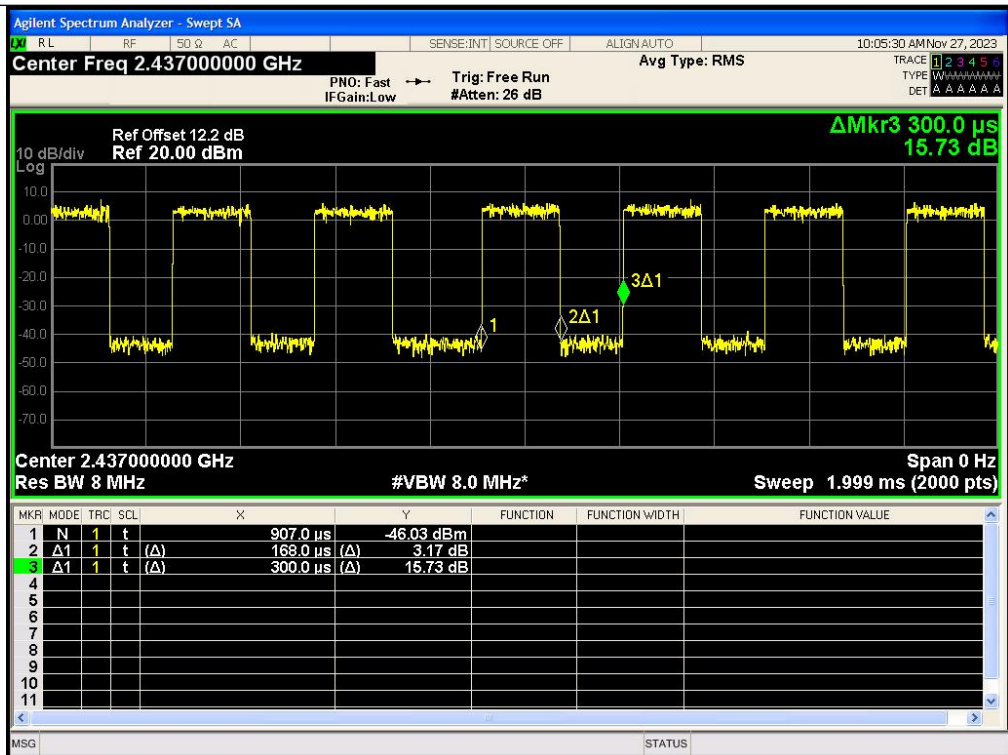 Agilent Spectrum Analyzer - Swept SA
LXI RL RF 50 Ω AC SENSE:INT SOURCE OFF ALIGN AUTO 10:05:30 AM Nov 27, 2023
Center Freq 2.437000000 GHz Avg Type: RMS TRACE 1 2 3 4 5 6
PNO: Fast Trig: Free Run TYPE WWWWWW
IFGain:Low #Atten: 26 dB DET A A A A A A
ΔMkr3 300.0 µs
15.73 dB
Ref Offset 12.2 dB
10 dB/div Ref 20.00 dBm
Log
10.0
0.00
-10.0
-20.0
-30.0
-40.0
-50.0
-60.0
-70.0
3Δ1
2Δ1
1
Center 2.437000000 GHz Span 0 Hz
Res BW 8 MHz #VBW 8.0 MHz* Sweep 1.999 ms (2000 pts)
MKR MODE TRC SCL X Y FUNCTION FUNCTION WIDTH FUNCTION VALUE
1 N 1 t 907.0 µs -46.03 dBm
2 Δ1 1 t (Δ) 168.0 µs (Δ) 3.17 dB
3 Δ1 1 t (Δ) 300.0 µs (Δ) 15.73 dB
4
5
6
7
8
9
10
11
MSG STATUS